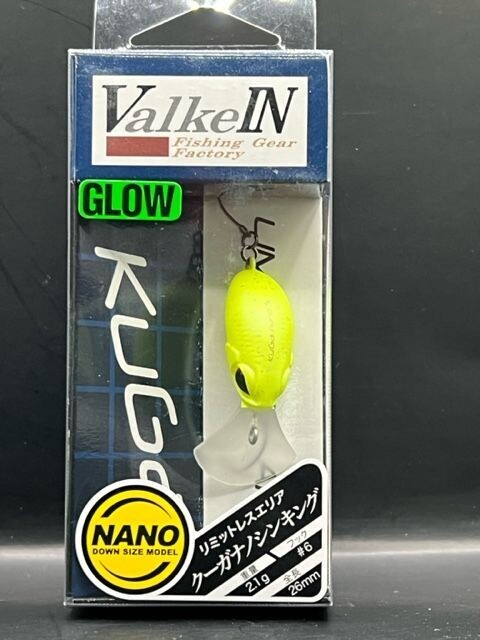 ValkeIN
Fishing Gear
Factory
GLOW
KUGa
NANO
DOWN SIZE MODEL
リミットレスエリア
クーガナノシンキング
重量
2.1g
フック
#6
全長
26mm